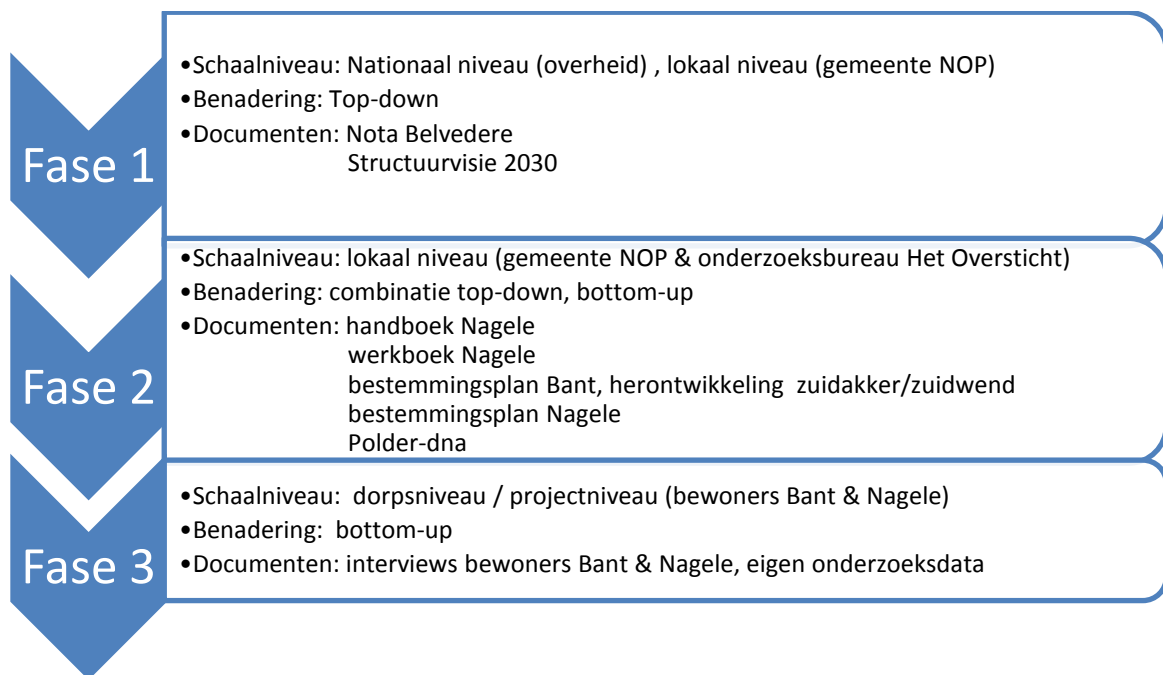 Fase 1
•Schaalniveau: Nationaal niveau (overheid) , lokaal niveau (gemeente NOP)
•Benadering: Top-down
•Documenten: Nota Belvedere
Structuurvisie 2030
Fase 2
•Schaalniveau: lokaal niveau (gemeente NOP & onderzoeksbureau Het Oversticht)
•Benadering: combinatie top-down, bottom-up
•Documenten: handboek Nagele
werkboek Nagele
bestemmingsplan Bant, herontwikkeling zuidakker/zuidwend
bestemmingsplan Nagele
Polder-dna
Fase 3
•Schaalniveau: dorpsniveau / projectniveau (bewoners Bant & Nagele)
•Benadering: bottom-up
•Documenten: interviews bewoners Bant & Nagele, eigen onderzoeksdata